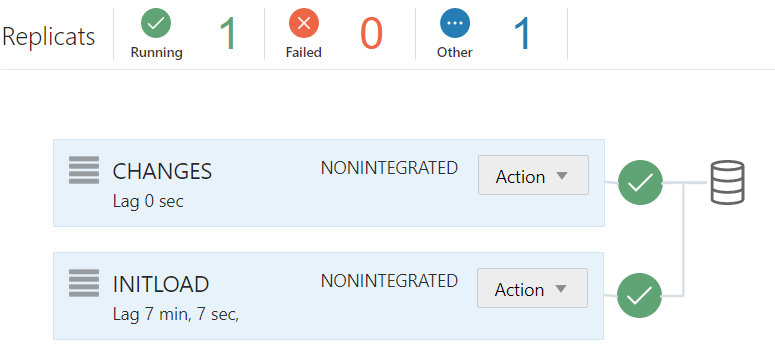 Replicats
Running 1
Failed 0
Other 1
CHANGES NONINTEGRATED Action
Lag 0 sec
INITLOAD NONINTEGRATED Action
Lag 7 min, 7 sec,